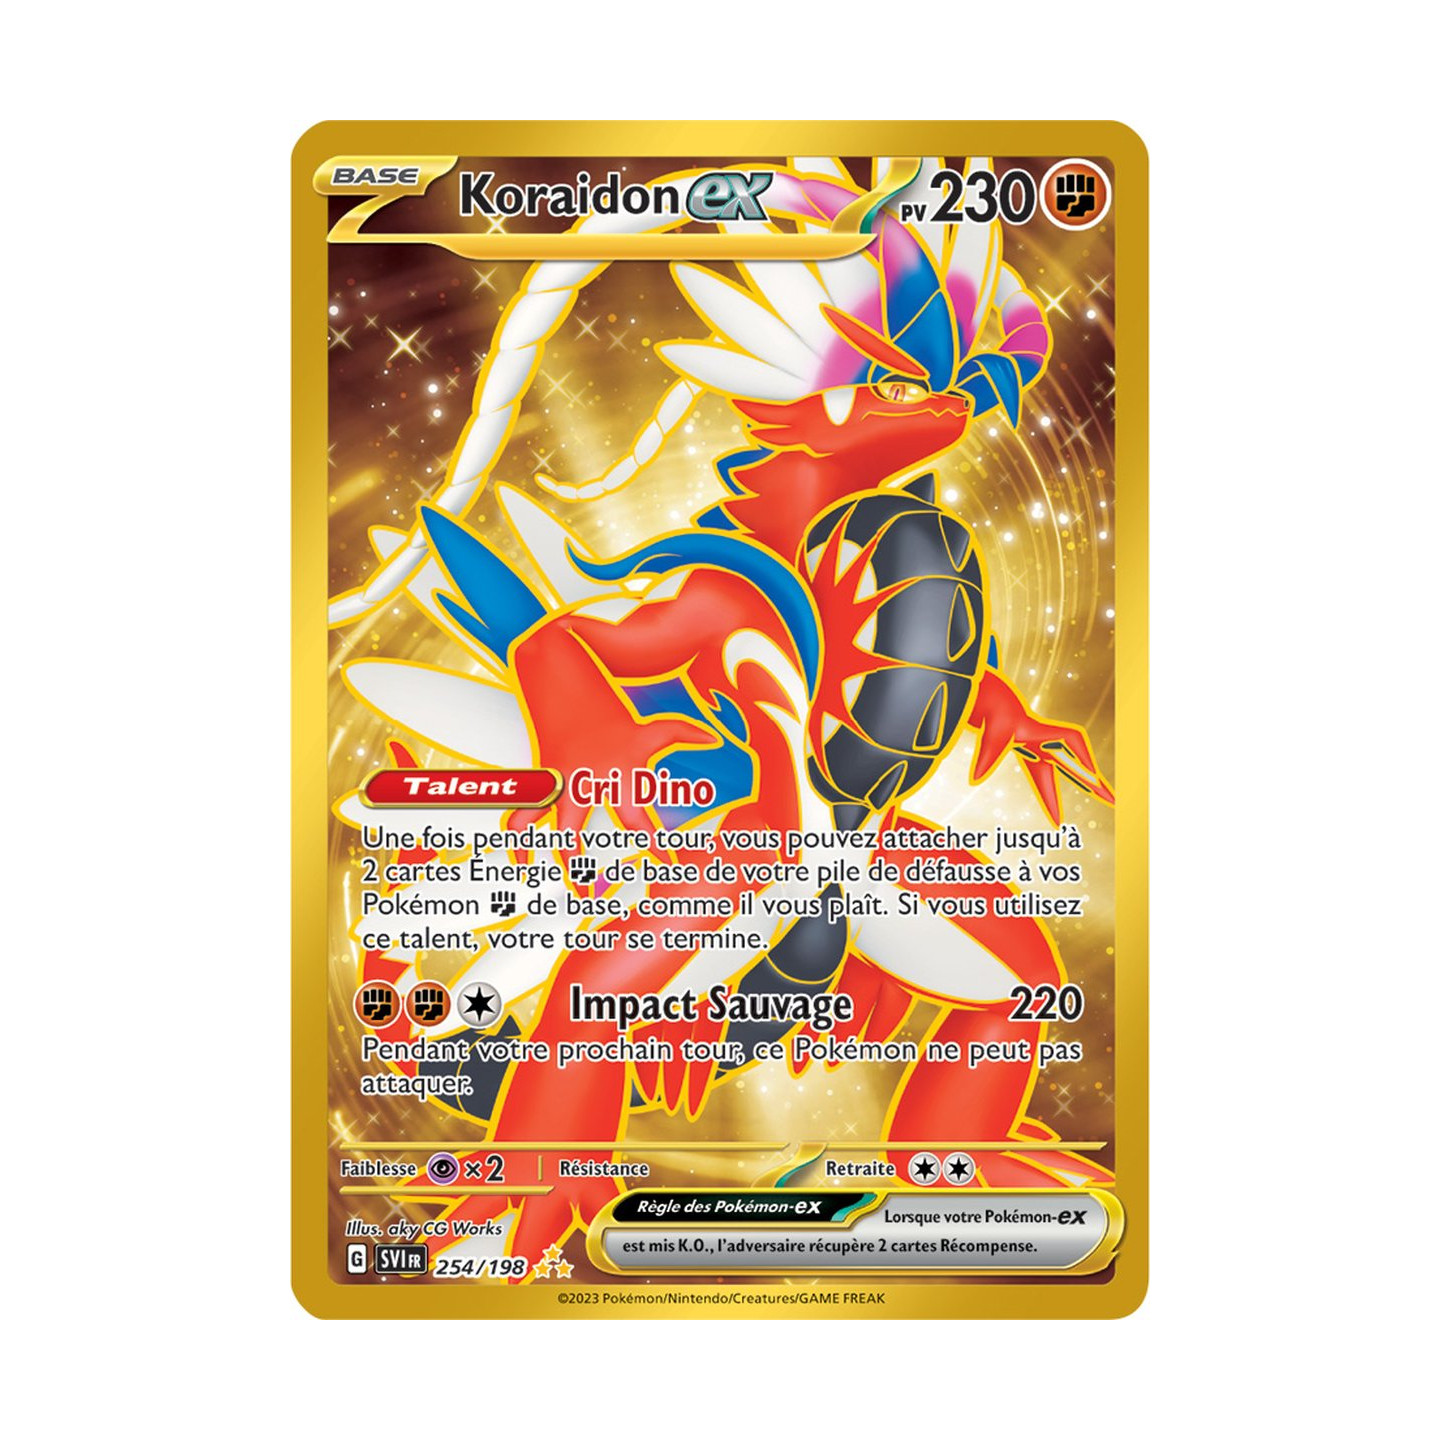 BASE
Koraidon ex
PV 230
Talent Cri Dino
Une fois pendant votre tour, vous pouvez attacher jusqu'à
2 cartes Énergie de base de votre pile de défausse à vos
Pokémon de base, comme il vous plaît. Si vous utilisez
ce talent, votre tour se termine.
Impact Sauvage 220
Pendant votre prochain tour, ce Pokémon ne peut pas
attaquer.
Faiblesse ×2 Résistance Retraite
Règle des Pokémon-ex Lorsque votre Pokémon-ex
est mis K.O., l'adversaire récupère 2 cartes Récompense.
Illus. aky CG Works
G SVI FR 254/198
©2023 Pokémon/Nintendo/Creatures/GAME FREAK